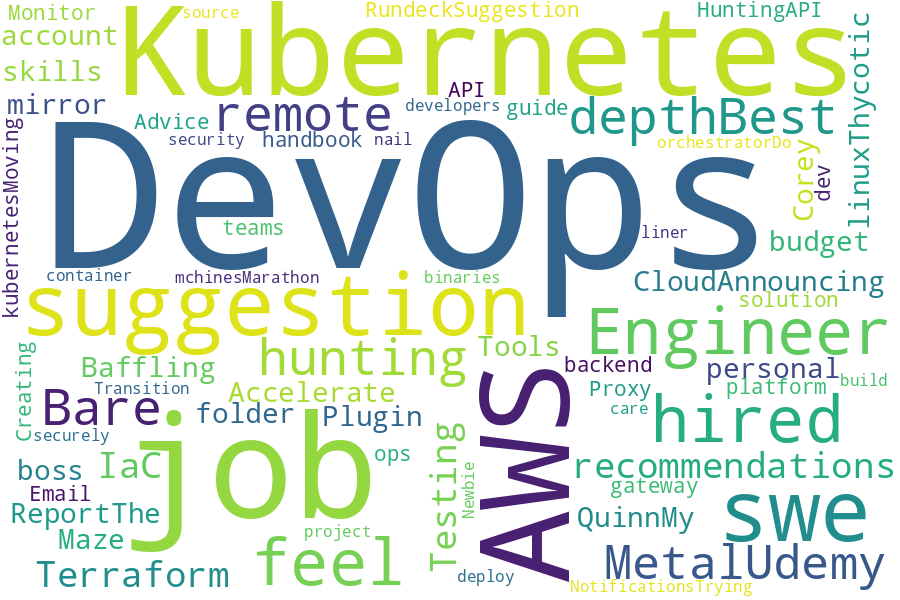 Monitor
source
RundeckSuggestion
HuntingAPI
account
Kubernetes
skills
linuxThycotic
API
mirror
remote
developers
guide
depthBest
Advice
security
handbook
nail
orchestratorDo
Corey
dev
kubernetesMoving
DevOps
teams
liner
budget
container
mchinesMarathon
binaries
CloudAnnouncing
suggestion
solution
Engineer
Creating
Baffling
hunting
Tools
backend
personal
Transition
Accelerate
AWS
Proxy
platform
build
Bare
folder
Plugin
care
hired
securely
job
Testing
boss
IaC
ops
recommendations
Newbie
gateway
Email
ReportThe
QuinnMy
swe
Maze
project
feel
MetalUdemy
Terraform
deploy
NotificationsTrying